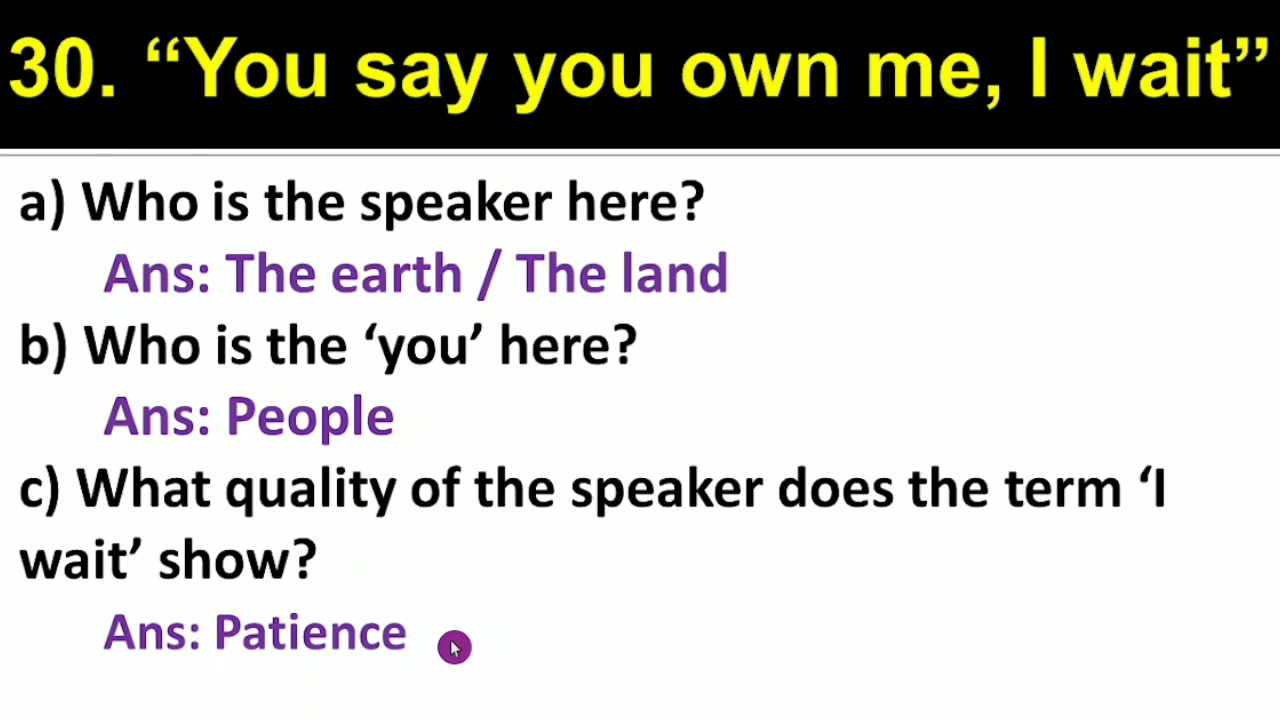 30. “You say you own me, I wait”
a) Who is the speaker here?
Ans: The earth / The land
b) Who is the ‘you’ here?
Ans: People
c) What quality of the speaker does the term ‘I
wait’ show?
Ans: Patience